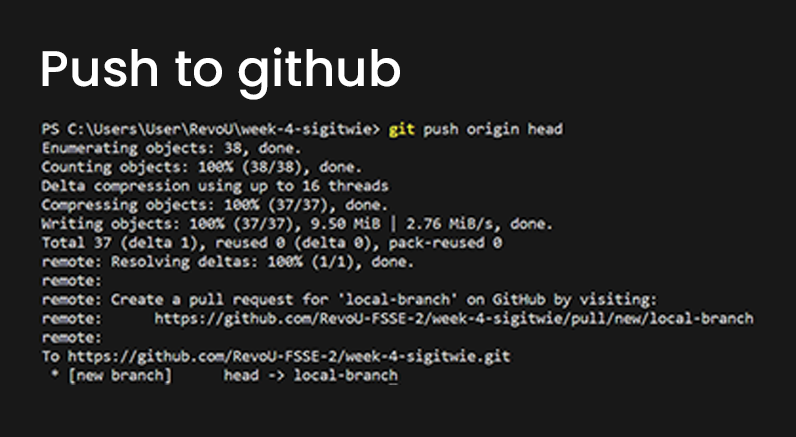 Push to github
PS C:\Users\User\RevoU\week-4-sigitwie> git push origin head
Enumerating objects: 38, done.
Counting objects: 100% (38/38), done.
Delta compression using up to 16 threads
Compressing objects: 100% (37/37), done.
Writing objects: 100% (37/37), 9.50 MiB | 2.76 MiB/s, done.
Total 37 (delta 1), reused 0 (delta 0), pack-reused 0
remote: Resolving deltas: 100% (1/1), done.
remote:
remote: Create a pull request for 'local-branch' on GitHub by visiting:
remote:      https://github.com/RevoU-FSSE-2/week-4-sigitwie/pull/new/local-branch
remote:
To https://github.com/RevoU-FSSE-2/week-4-sigitwie.git
 * [new branch]      head -> local-branch